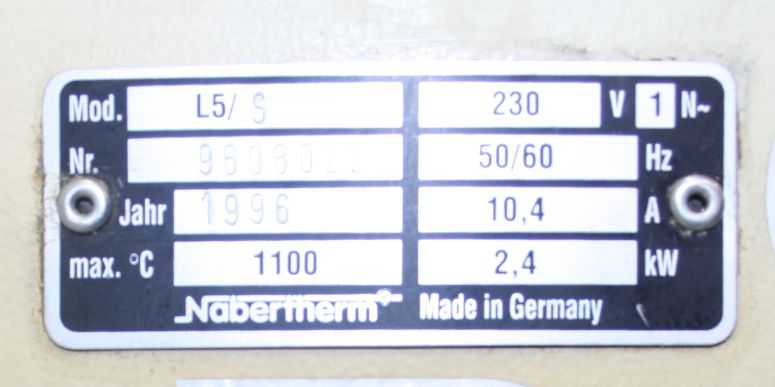 Mod. L5/ S 230 V 1 N~
Nr. 9608022 50/60 Hz
Jahr 1996 10,4 A
max. °C 1100 2,4 kW
Nabertherm Made in Germany